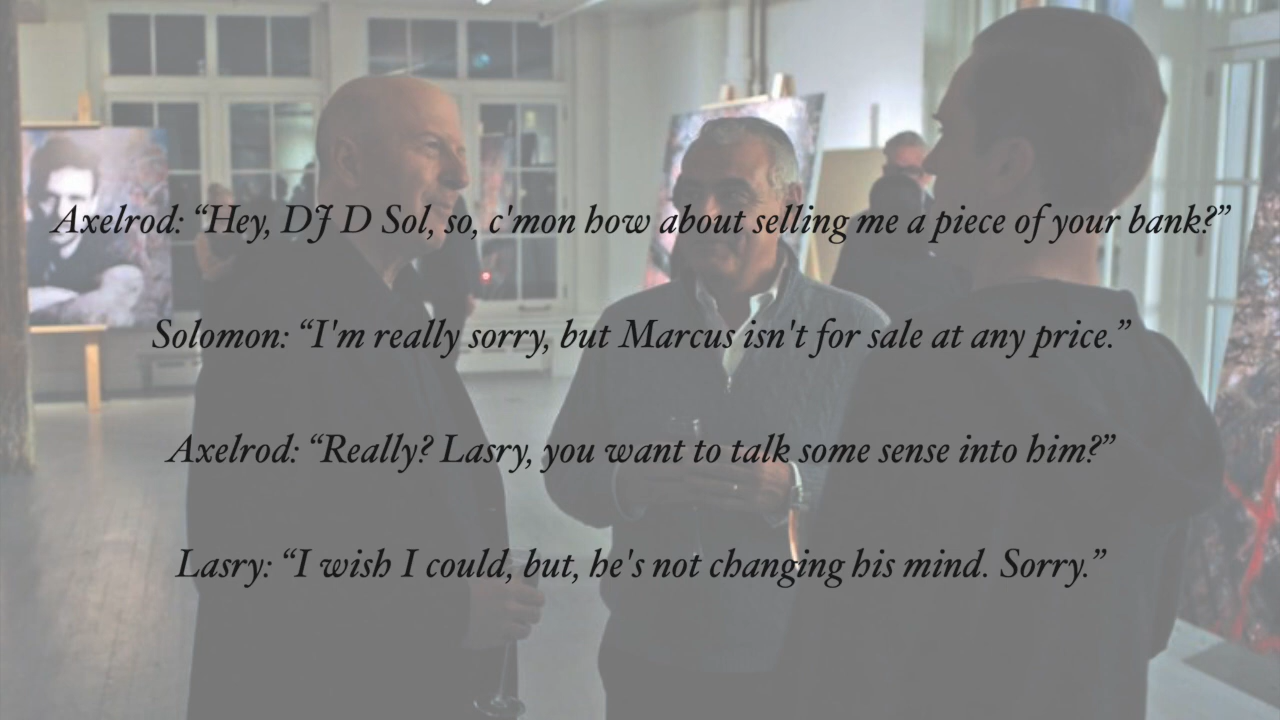 Axelrod: “Hey, DJ D Sol, so, c'mon how about selling me a piece of your bank?”
Solomon: “I'm really sorry, but Marcus isn't for sale at any price.”
Axelrod: “Really? Lasry, you want to talk some sense into him?”
Lasry: “I wish I could, but, he's not changing his mind. Sorry.”